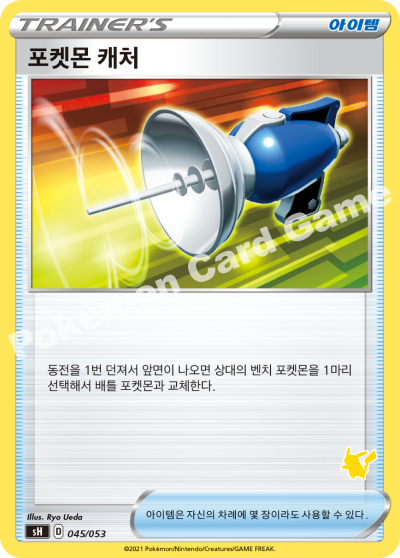 TRAINER'S 아이템
포켓몬 캐처
Pokémon Card Game
동전을 1번 던져서 앞면이 나오면 상대의 벤치 포켓몬을 1마리
선택해서 배틀 포켓몬과 교체한다.
Illus. Ryo Ueda
sH D 045/053
아이템은 자신의 차례에 몇 장이라도 사용할 수 있다.
©2021 Pokémon/Nintendo/Creatures/GAME FREAK.